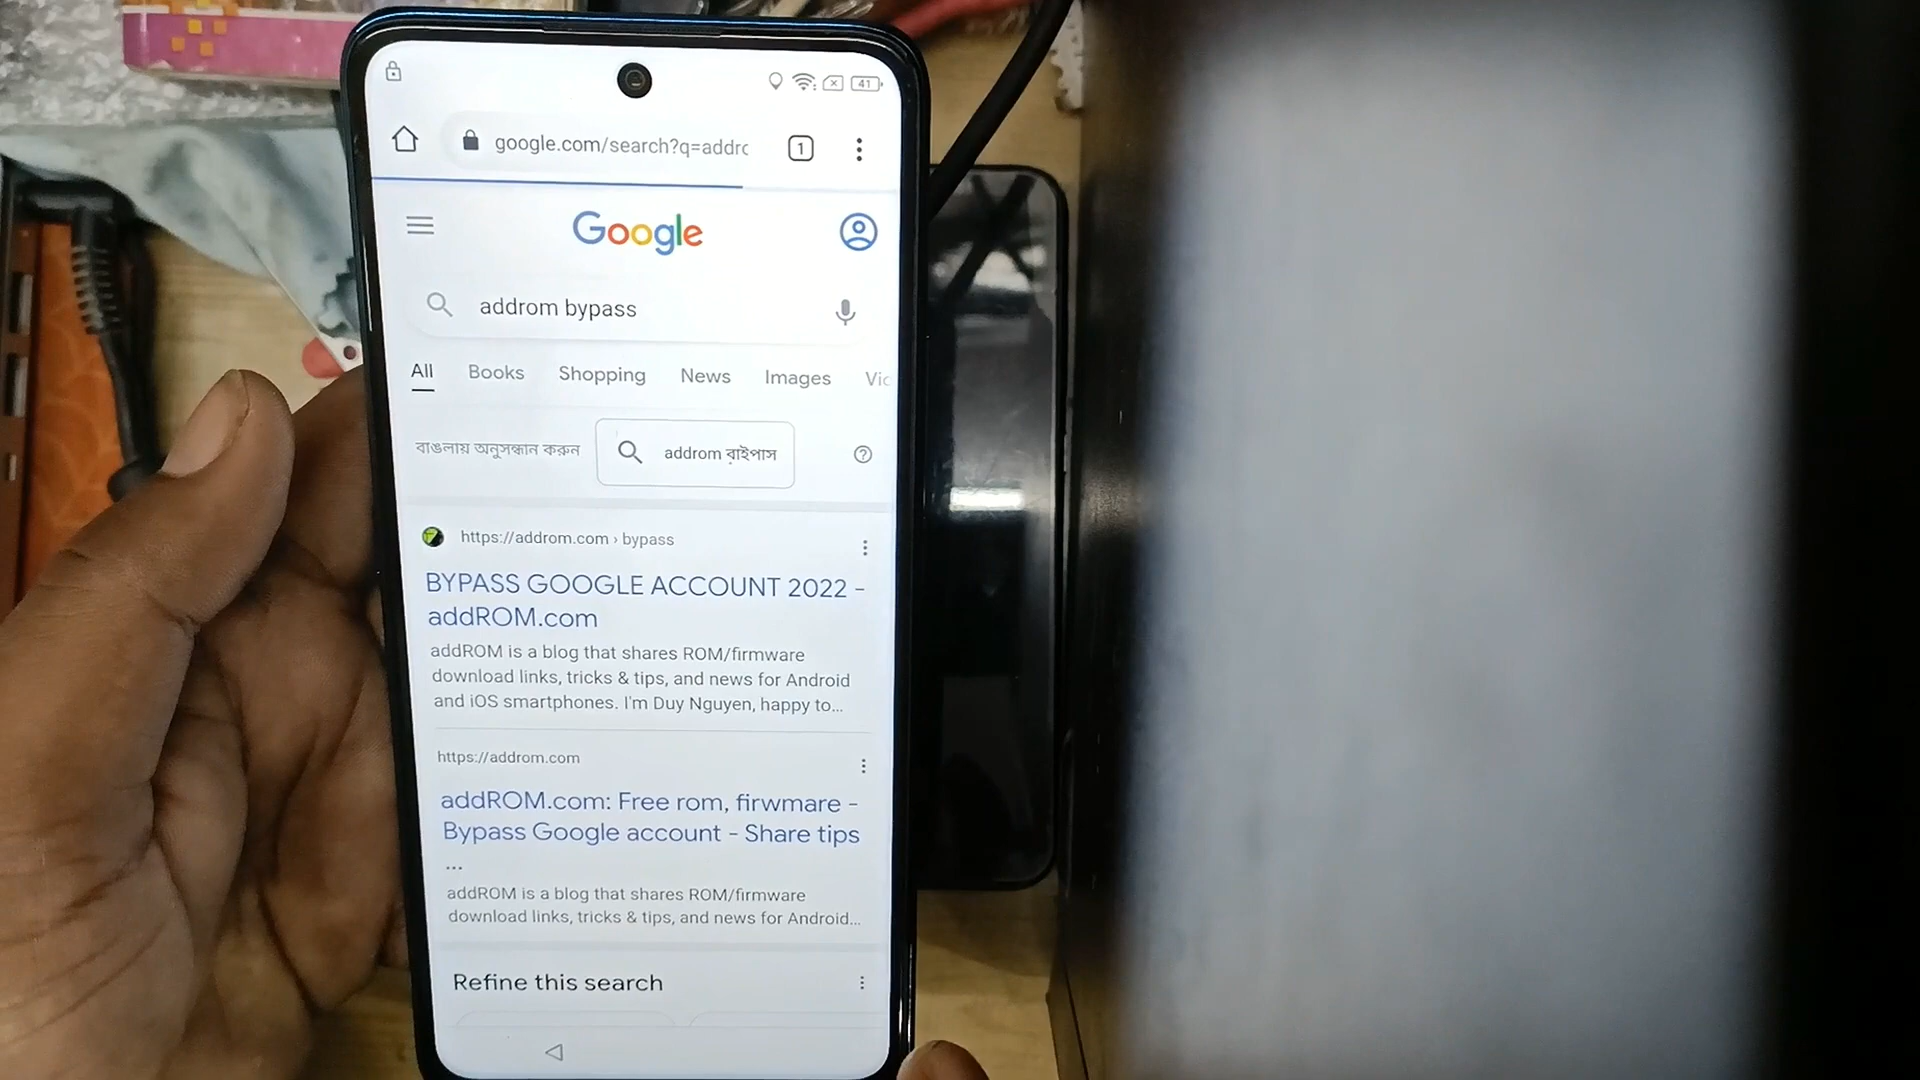 41
google.com/search?q=addrc
1
Google
addrom bypass
All Books Shopping News Images Vic
বাঙলায় অনুসন্ধান করুন
addrom বাইপাস
https://addrom.com › bypass
BYPASS GOOGLE ACCOUNT 2022 -
addROM.com
addROM is a blog that shares ROM/firmware
download links, tricks & tips, and news for Android
and iOS smartphones. I'm Duy Nguyen, happy to...
https://addrom.com
addROM.com: Free rom, firwmare -
Bypass Google account - Share tips
...
addROM is a blog that shares ROM/firmware
download links, tricks & tips, and news for Android...
Refine this search